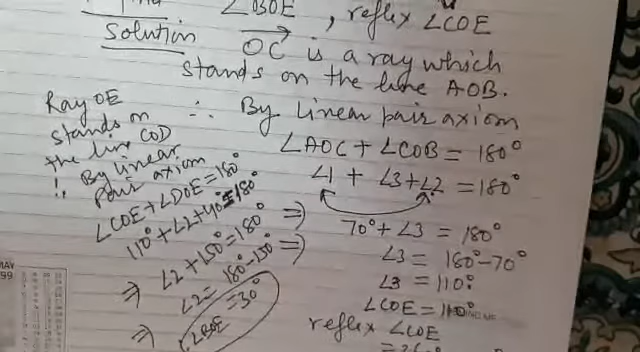 ∠BOE, reflex ∠COE
Solution
OC is a ray which
stands on the line AOB.
∴ By Linear pair axiom
∠AOC + ∠COB = 180°
∠1 + ∠3 + ∠2 = 180°
70° + ∠3 = 180°
⇒ ∠3 = 180° - 70°
⇒ ∠3 = 110°
∠COE = 110°
reflex ∠COE
Ray OE
stands on
the line COD
∴ By linear
pair axiom
∠COE + ∠DOE = 180°
110° + ∠2 + 40° = 180°
⇒ ∠2 + 150° = 180°
∠2 = 180° - 150°
⇒ ∠BOE = 30°
MAY
99